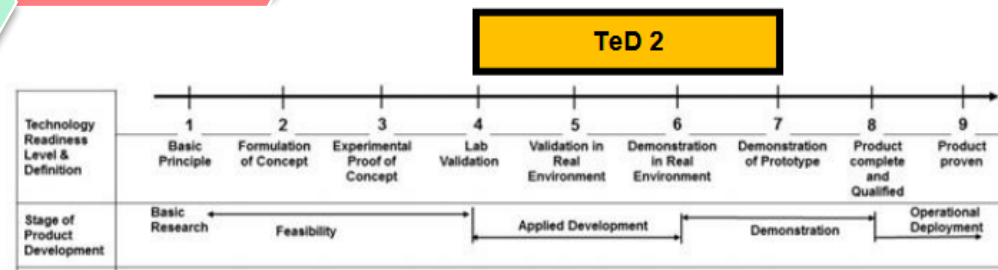 TeD 2
Technology
Readiness
Level &
Definition
1 2 3 4 5 6 7 8 9
Basic
Principle
Formulation
of Concept
Experimental
Proof of
Concept
Lab
Validation
Validation in
Real
Environment
Demonstration
in Real
Environment
Demonstration
of Prototype
Product
complete
and
Qualified
Product
proven
Stage of
Product
Development
Basic
Research
Feasibility
Applied Development
Demonstration
Operational
Deployment